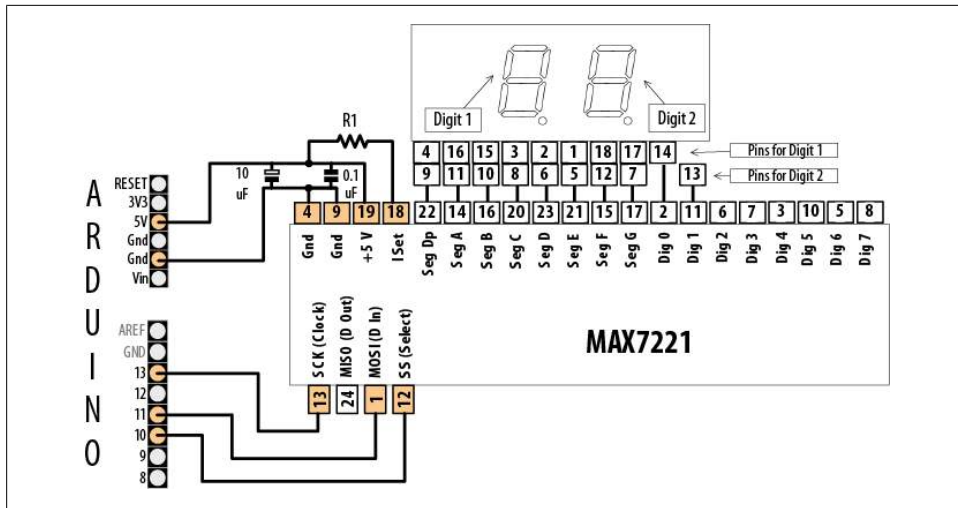 Digit 1
Digit 2
R1
4 16 15 3 2 1 18 17 14
Pins for Digit 1
9 11 10 8 6 5 12 7 13
Pins for Digit 2
10 uF
0.1 uF
ARDUINO
RESET
3V3
5V
Gnd
Gnd
Vin
4 9 19 18
22 14 16 20 23 21 15 17 2 11 6 7 3 10 5 8
Gnd
Gnd
+5 V
ISet
Seg Dp
Seg A
Seg B
Seg C
Seg D
Seg E
Seg F
Seg G
Dig 0
Dig 1
Dig 2
Dig 3
Dig 4
Dig 5
Dig 6
Dig 7
SCK (Clock)
MISO (D Out)
MOSI (D In)
SS (Select)
MAX7221
13 24 1 12
AREF
GND
13
12
11
10
9
8